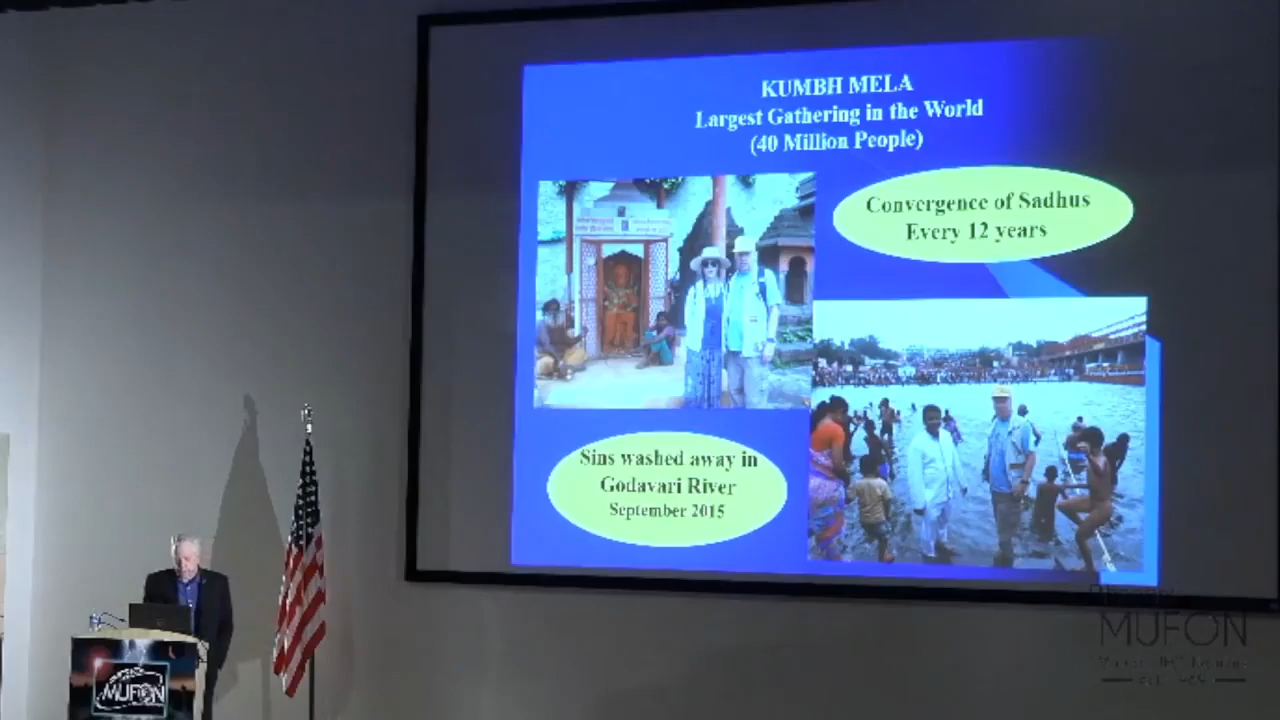 KUMBH MELA
Largest Gathering in the World
(40 Million People)
Convergence of Sadhus
Every 12 years
Sins washed away in
Godavari River
September 2015
MUFON
MUFON